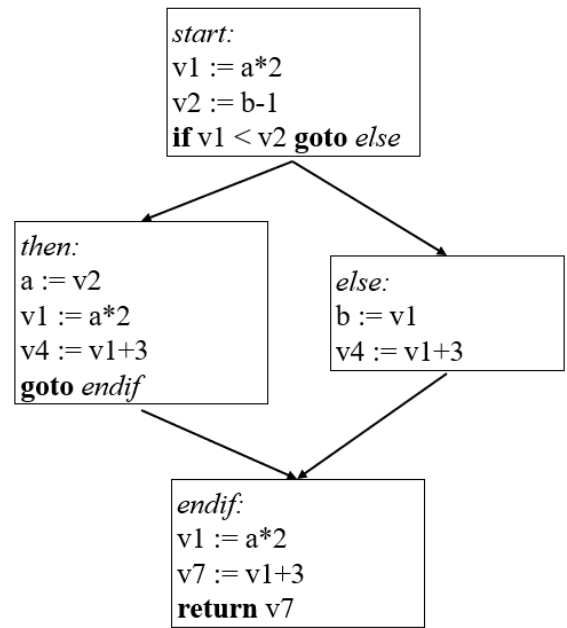 start:
v1 := a*2
v2 := b-1
if v1 < v2 goto else
then:
a := v2
v1 := a*2
v4 := v1+3
goto endif
else:
b := v1
v4 := v1+3
endif:
v1 := a*2
v7 := v1+3
return v7